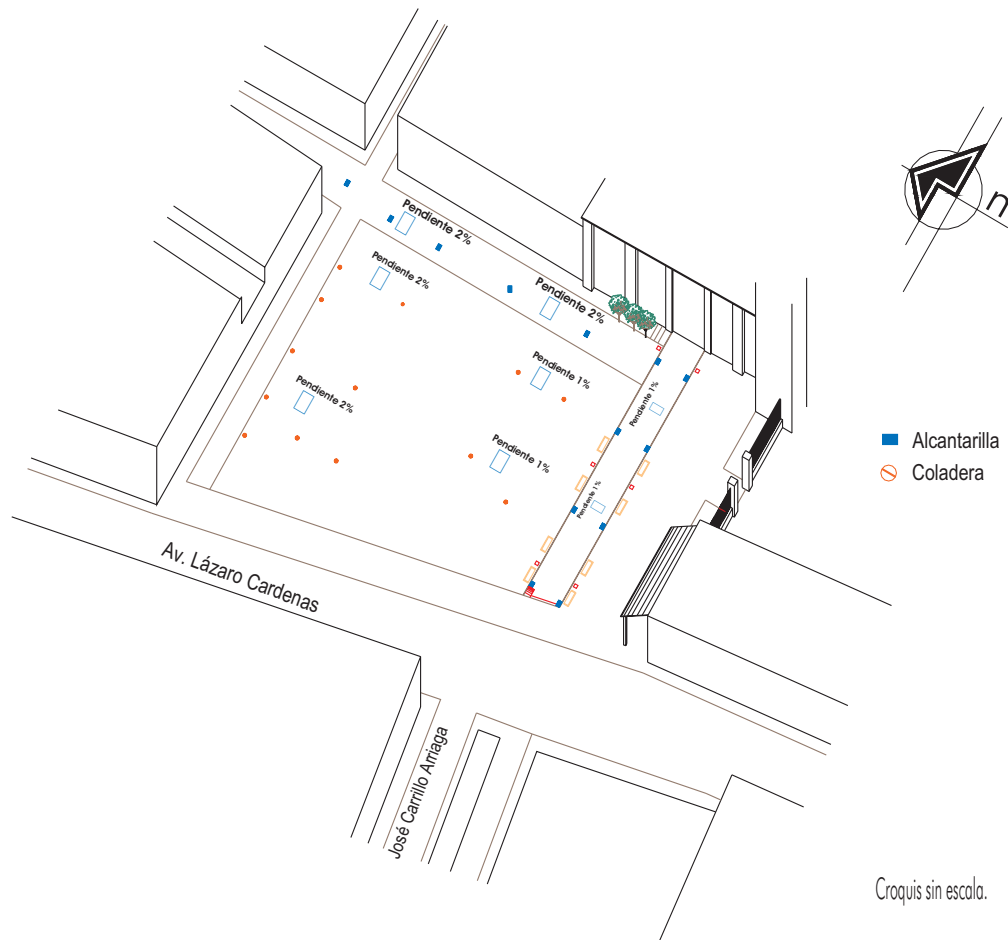 n
Pendiente 2%
Pendiente 2%
Pendiente 2%
Pendiente 1%
Pendiente 2%
Pendiente 1%
Pendiente 1%
Pendiente 1%
Alcantarilla
Coladera
Av. Lázaro Cardenas
José Carrillo Arriaga
Croquis sin escala.